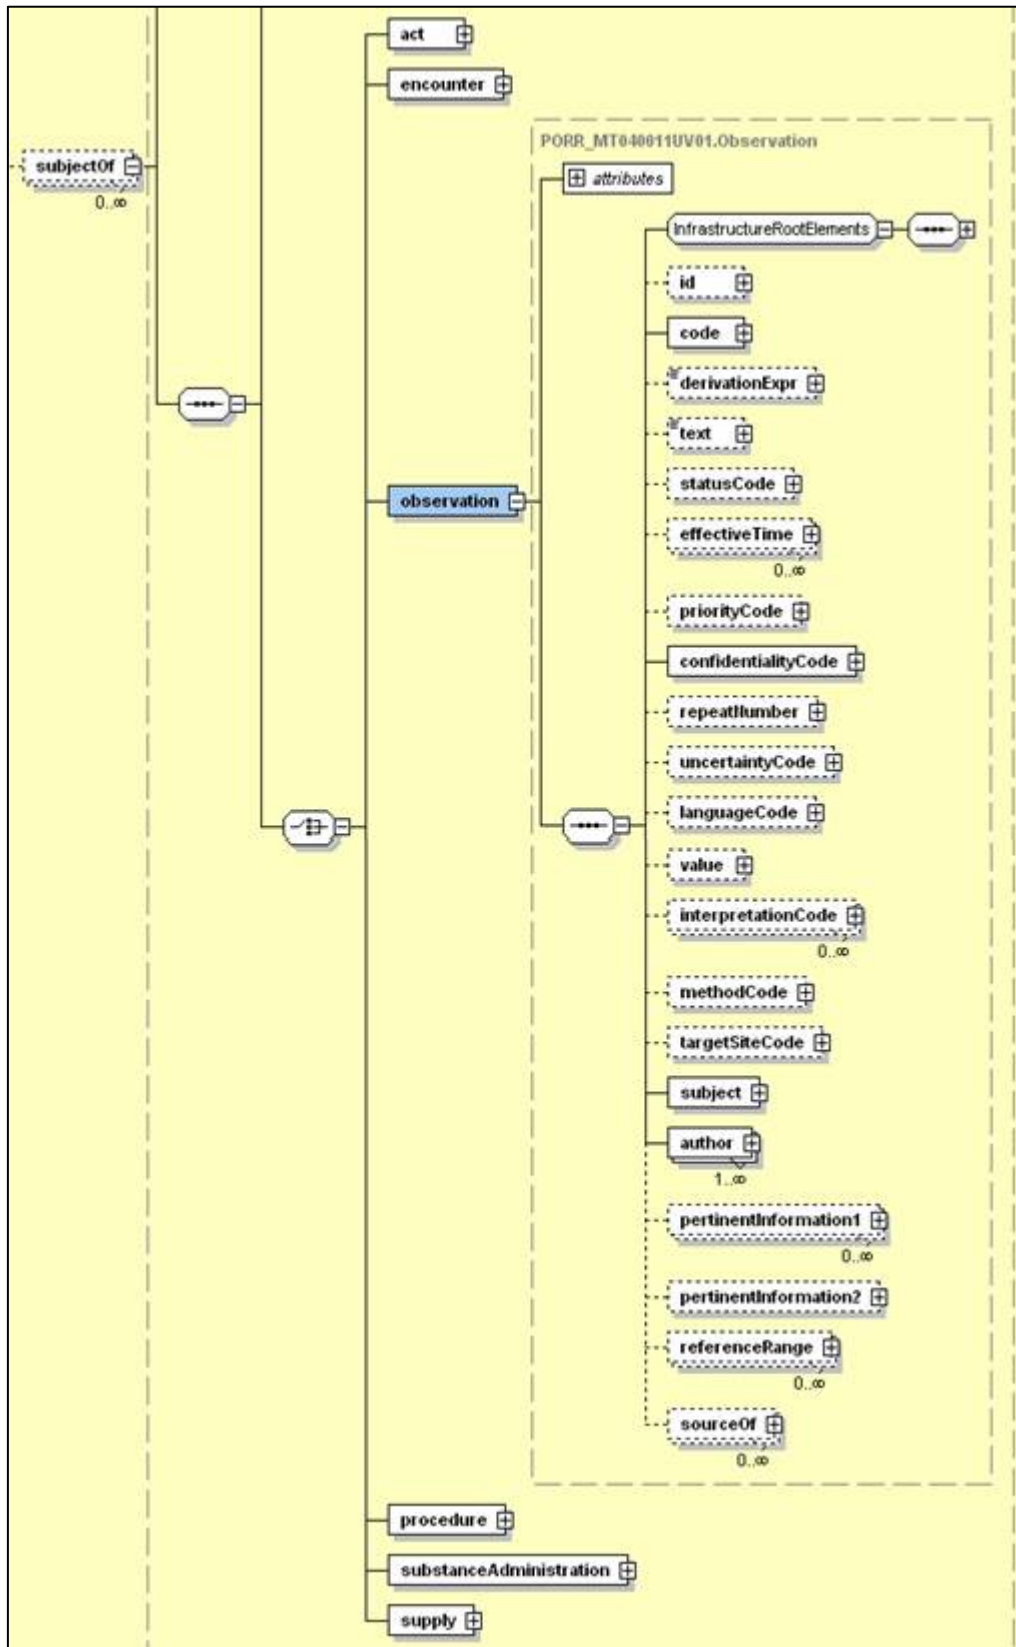 act
encounter
PORR_MT040011UV01.Observation
attributes
subjectOf
0..∞
InfrastructureRootElements
id
code
derivationExpr
text
statusCode
observation
effectiveTime
0..∞
priorityCode
confidentialityCode
repeatNumber
uncertaintyCode
languageCode
value
interpretationCode
0..∞
methodCode
targetSiteCode
subject
author
1..∞
pertinentInformation1
0..∞
pertinentInformation2
referenceRange
0..∞
sourceOf
0..∞
procedure
substanceAdministration
supply